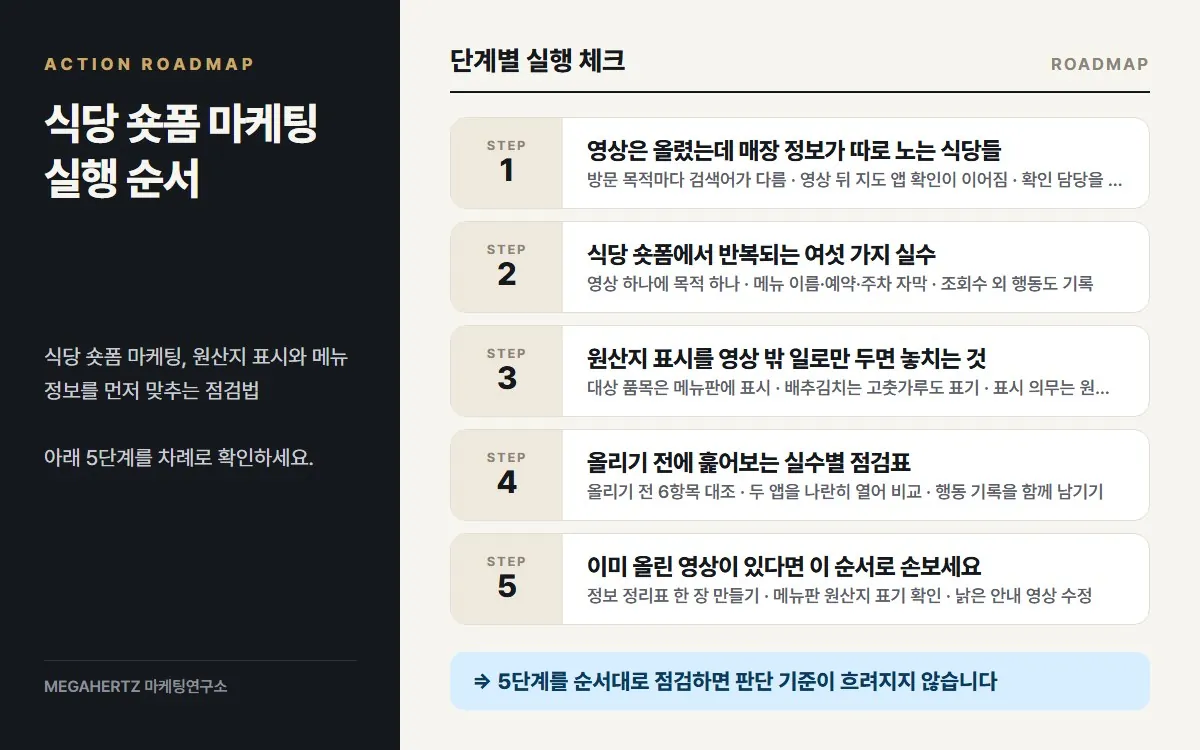 ACTION ROADMAP
식당 숏폼 마케팅
실행 순서
식당 숏폼 마케팅, 원산지 표시와 메뉴
정보를 먼저 맞추는 점검법
아래 5단계를 차례로 확인하세요.
MEGAHERTZ 마케팅연구소
단계별 실행 체크
ROADMAP
STEP
1
영상은 올렸는데 매장 정보가 따로 노는 식당들
방문 목적마다 검색어가 다름 · 영상 뒤 지도 앱 확인이 이어짐 · 확인 담당을 ...
STEP
2
식당 숏폼에서 반복되는 여섯 가지 실수
영상 하나에 목적 하나 · 메뉴 이름·예약·주차 자막 · 조회수 외 행동도 기록
STEP
3
원산지 표시를 영상 밖 일로만 두면 놓치는 것
대상 품목은 메뉴판에 표시 · 배추김치는 고춧가루도 표기 · 표시 의무는 원...
STEP
4
올리기 전에 훑어보는 실수별 점검표
올리기 전 6항목 대조 · 두 앱을 나란히 열어 비교 · 행동 기록을 함께 남기기
STEP
5
이미 올린 영상이 있다면 이 순서로 손보세요
정보 정리표 한 장 만들기 · 메뉴판 원산지 표기 확인 · 낡은 안내 영상 수정
→ 5단계를 순서대로 점검하면 판단 기준이 흐려지지 않습니다